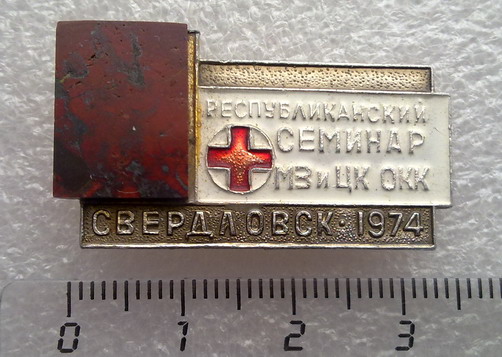 РЕСПУБЛИКАНСКИЙ
СЕМИНАР
МЗ и ЦК ОКК
СВЕРДЛОВСК · 1974
0 1 2 3